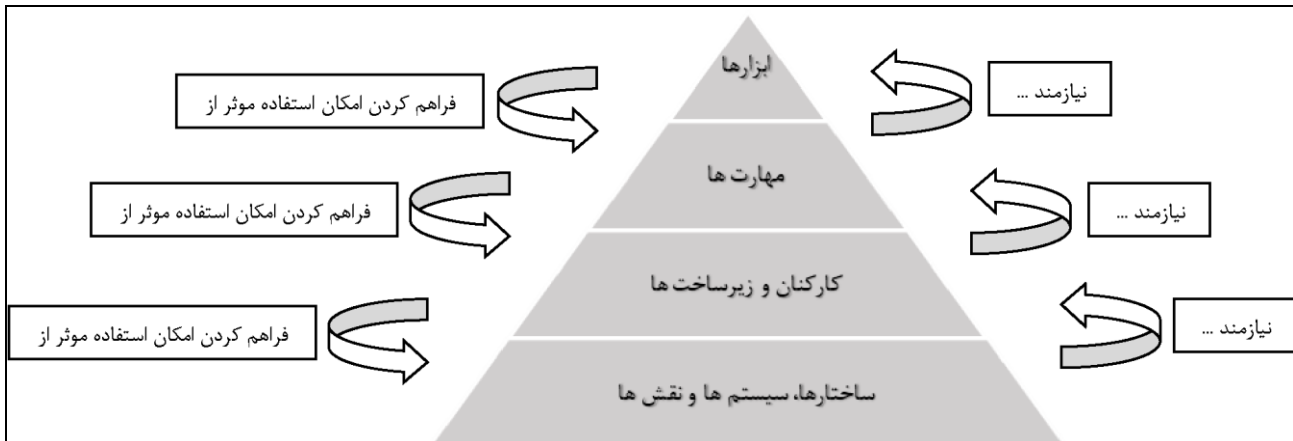 ابزارها
نیازمند ...
فراهم کردن امکان استفاده موثر از
مهارت ها
نیازمند ...
فراهم کردن امکان استفاده موثر از
کارکنان و زیرساخت ها
نیازمند ...
فراهم کردن امکان استفاده موثر از
ساختارها، سیستم ها و نقش ها